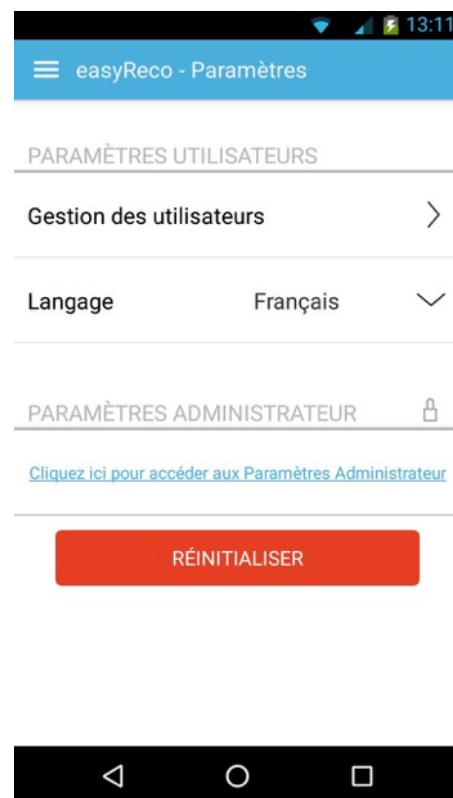 13:11
easyReco - Paramètres
PARAMÈTRES UTILISATEURS
Gestion des utilisateurs
Langage Français
PARAMÈTRES ADMINISTRATEUR
Cliquez ici pour accéder aux Paramètres Administrateur
RÉINITIALISER